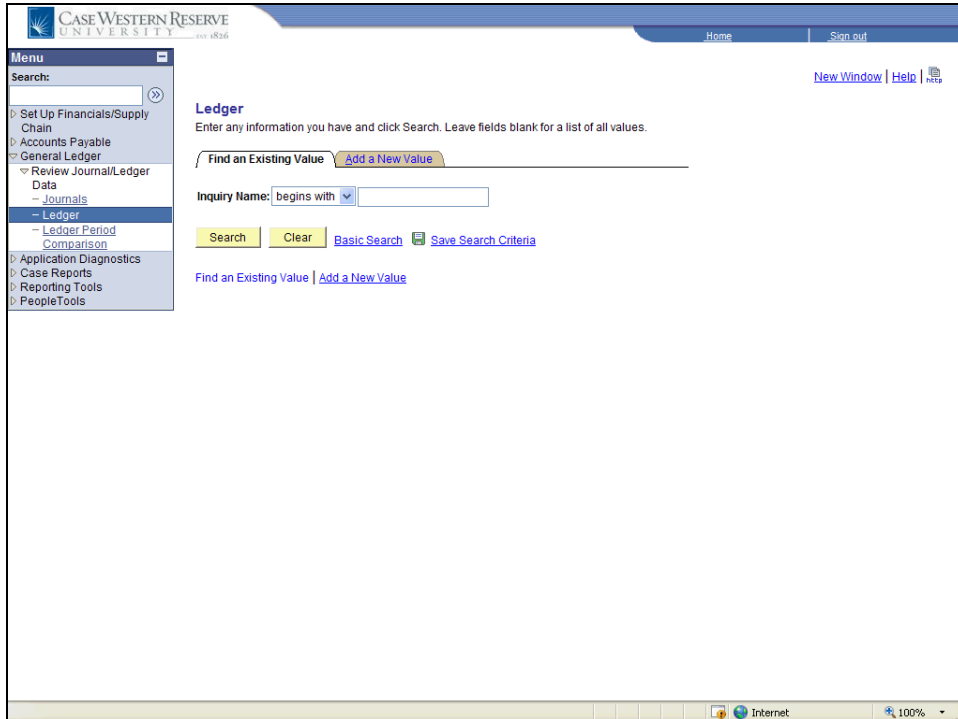 CASE WESTERN RESERVE
UNIVERSITY EST. 1826
Home
Sign out
Menu
Search:
Set Up Financials/Supply
Chain
Accounts Payable
General Ledger
Review Journal/Ledger
Data
Journals
Ledger
Ledger Period
Comparison
Application Diagnostics
Case Reports
Reporting Tools
PeopleTools
New Window | Help | http
Ledger
Enter any information you have and click Search. Leave fields blank for a list of all values.
Find an Existing Value
Add a New Value
Inquiry Name: begins with
Search
Clear
Basic Search
Save Search Criteria
Find an Existing Value | Add a New Value
Internet
100%